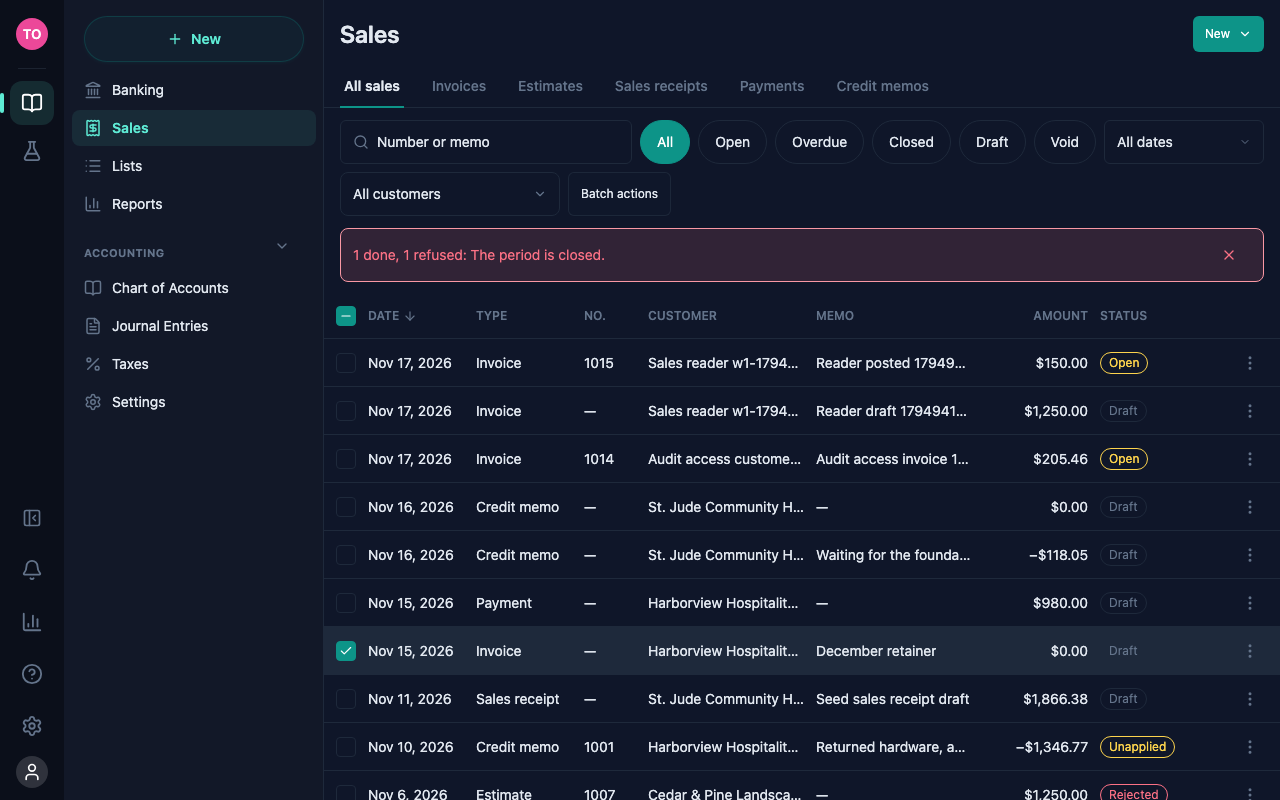 TO
New
Banking
Sales
Lists
Reports
ACCOUNTING
Chart of Accounts
Journal Entries
Taxes
Settings
Sales
New
All sales Invoices Estimates Sales receipts Payments Credit memos
Number or memo All Open Overdue Closed Draft Void All dates
All customers Batch actions
1 done, 1 refused: The period is closed.
DATE TYPE NO. CUSTOMER MEMO AMOUNT STATUS
Nov 17, 2026 Invoice 1015 Sales reader w1-1794... Reader posted 17949... $150.00 Open
Nov 17, 2026 Invoice — Sales reader w1-1794... Reader draft 1794941... $1,250.00 Draft
Nov 17, 2026 Invoice 1014 Audit access custome... Audit access invoice 1... $205.46 Open
Nov 16, 2026 Credit memo — St. Jude Community H... — $0.00 Draft
Nov 16, 2026 Credit memo — St. Jude Community H... Waiting for the founda... −$118.05 Draft
Nov 15, 2026 Payment — Harborview Hospitalit... — $980.00 Draft
Nov 15, 2026 Invoice — Harborview Hospitalit... December retainer $0.00 Draft
Nov 11, 2026 Sales receipt — St. Jude Community H... Seed sales receipt draft $1,866.38 Draft
Nov 10, 2026 Credit memo 1001 Harborview Hospitalit... Returned hardware, a... −$1,346.77 Unapplied
Nov 6, 2026 Estimate 1007 Cedar & Pine Landsca... — $1,250.00 Rejected